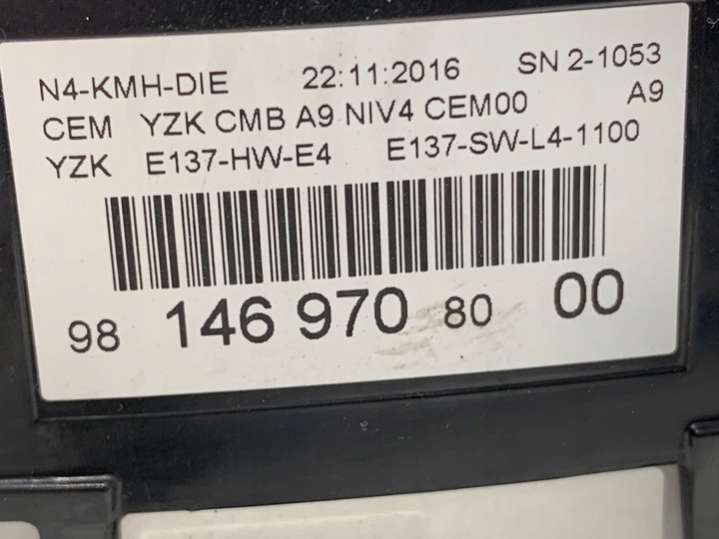 N4-KMH-DIE 22:11:2016 SN 2-1053
CEM YZK CMB A9 NIV4 CEM00 A9
YZK E137-HW-E4 E137-SW-L4-1100
98 146 970 80 00